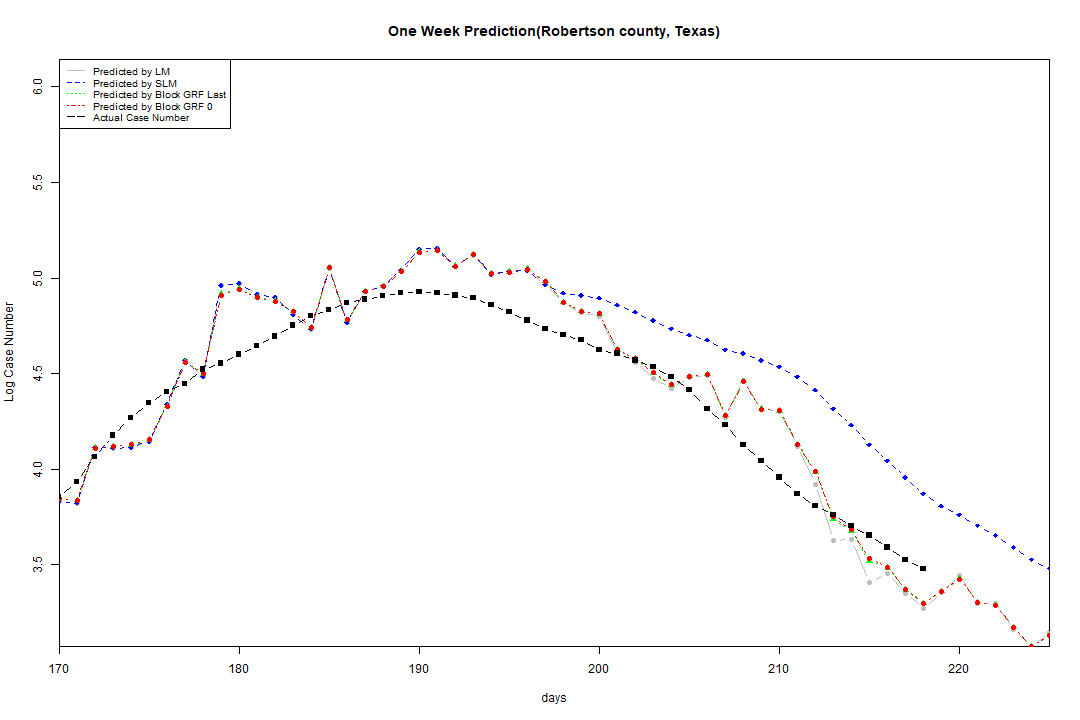 One Week Prediction(Robertson county, Texas)
Predicted by LM
Predicted by SLM
Predicted by Block GRF Last
Predicted by Block GRF 0
Actual Case Number
6.0
5.5
5.0
4.5
4.0
3.5
Log Case Number
170 180 190 200 210 220
days